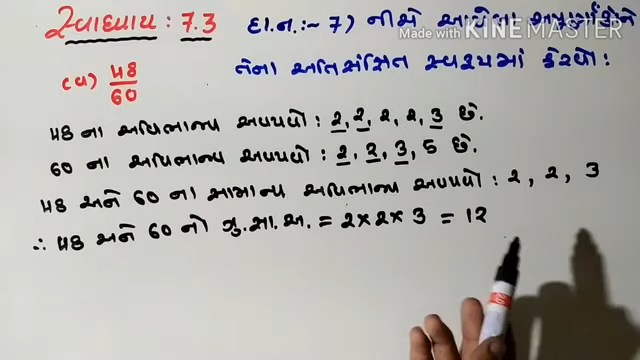 સ્વાધ્યાય : 7.3
દા.ન. :- 7) નીચે આપેલા અપૂર્ણાંકોને
Made with KINEMASTER
તેના અતિસંક્ષિપ્ત સ્વરૂપમાં ફેરવો :
(બ) 48/60
48 ના અવિભાજ્ય અવયવો : 2, 2, 2, 2, 3 છે.
60 ના અવિભાજ્ય અવયવો : 2, 2, 3, 5 છે.
48 અને 60 ના સામાન્ય અવિભાજ્ય અવયવો : 2, 2, 3
∴ 48 અને 60 નો ગુ.સા.અ. = 2 × 2 × 3 = 12